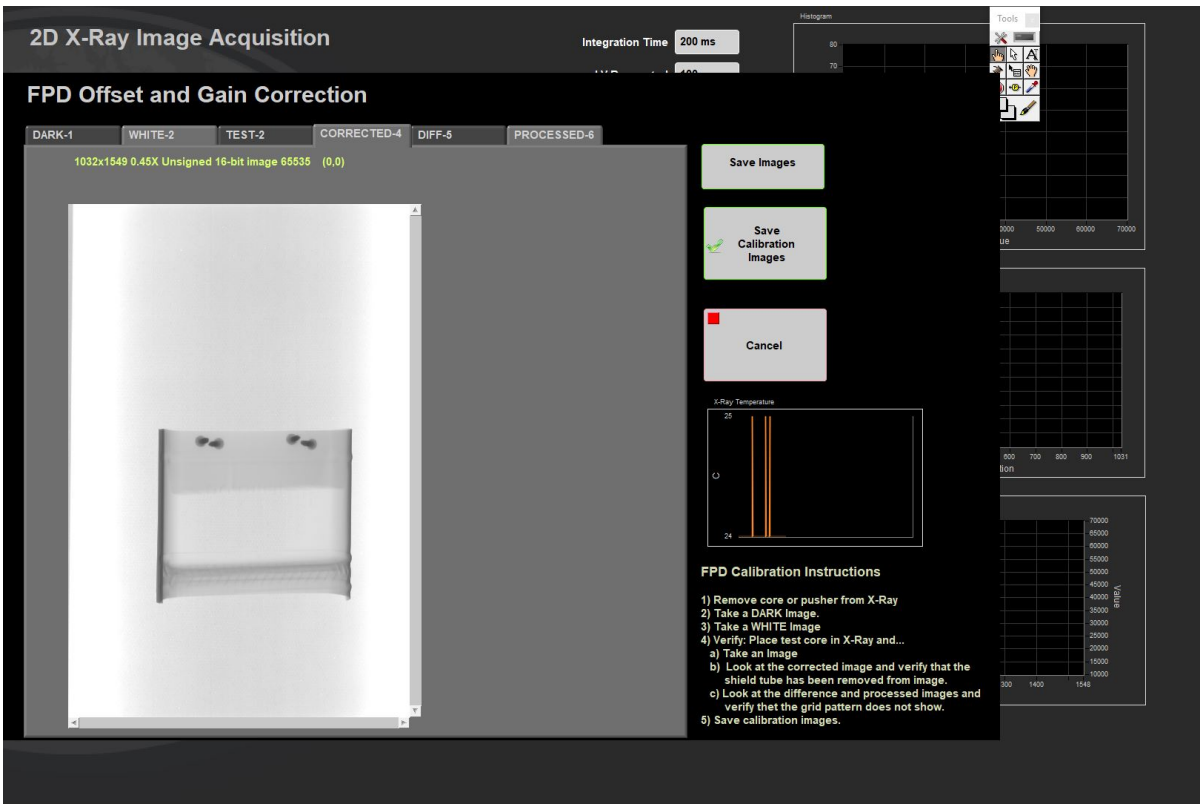 2D X-Ray Image Acquisition
Integration Time 200 ms
Histogram
Tools
80
70
FPD Offset and Gain Correction
DARK-1 WHITE-2 TEST-2 CORRECTED-4 DIFF-5 PROCESSED-6
1032x1549 0.45X Unsigned 16-bit image 65535 (0,0)
Save Images
Save
Calibration
Images
Cancel
X-Ray Temperature
25
C
24
FPD Calibration Instructions
1) Remove core or pusher from X-Ray
2) Take a DARK Image.
3) Take a WHITE Image
4) Verify: Place test core in X-Ray and...
a) Take an Image
b) Look at the corrected image and verify that the
shield tube has been removed from image.
c) Look at the difference and processed images and
verify thet the grid pattern does not show.
5) Save calibration images.
50000 60000 70000
ue
600 700 800 900 1031
tion
70000
65000
60000
50000
45000
40000
35000
30000
25000
20000
15000
10000
Value
300 1400 1548